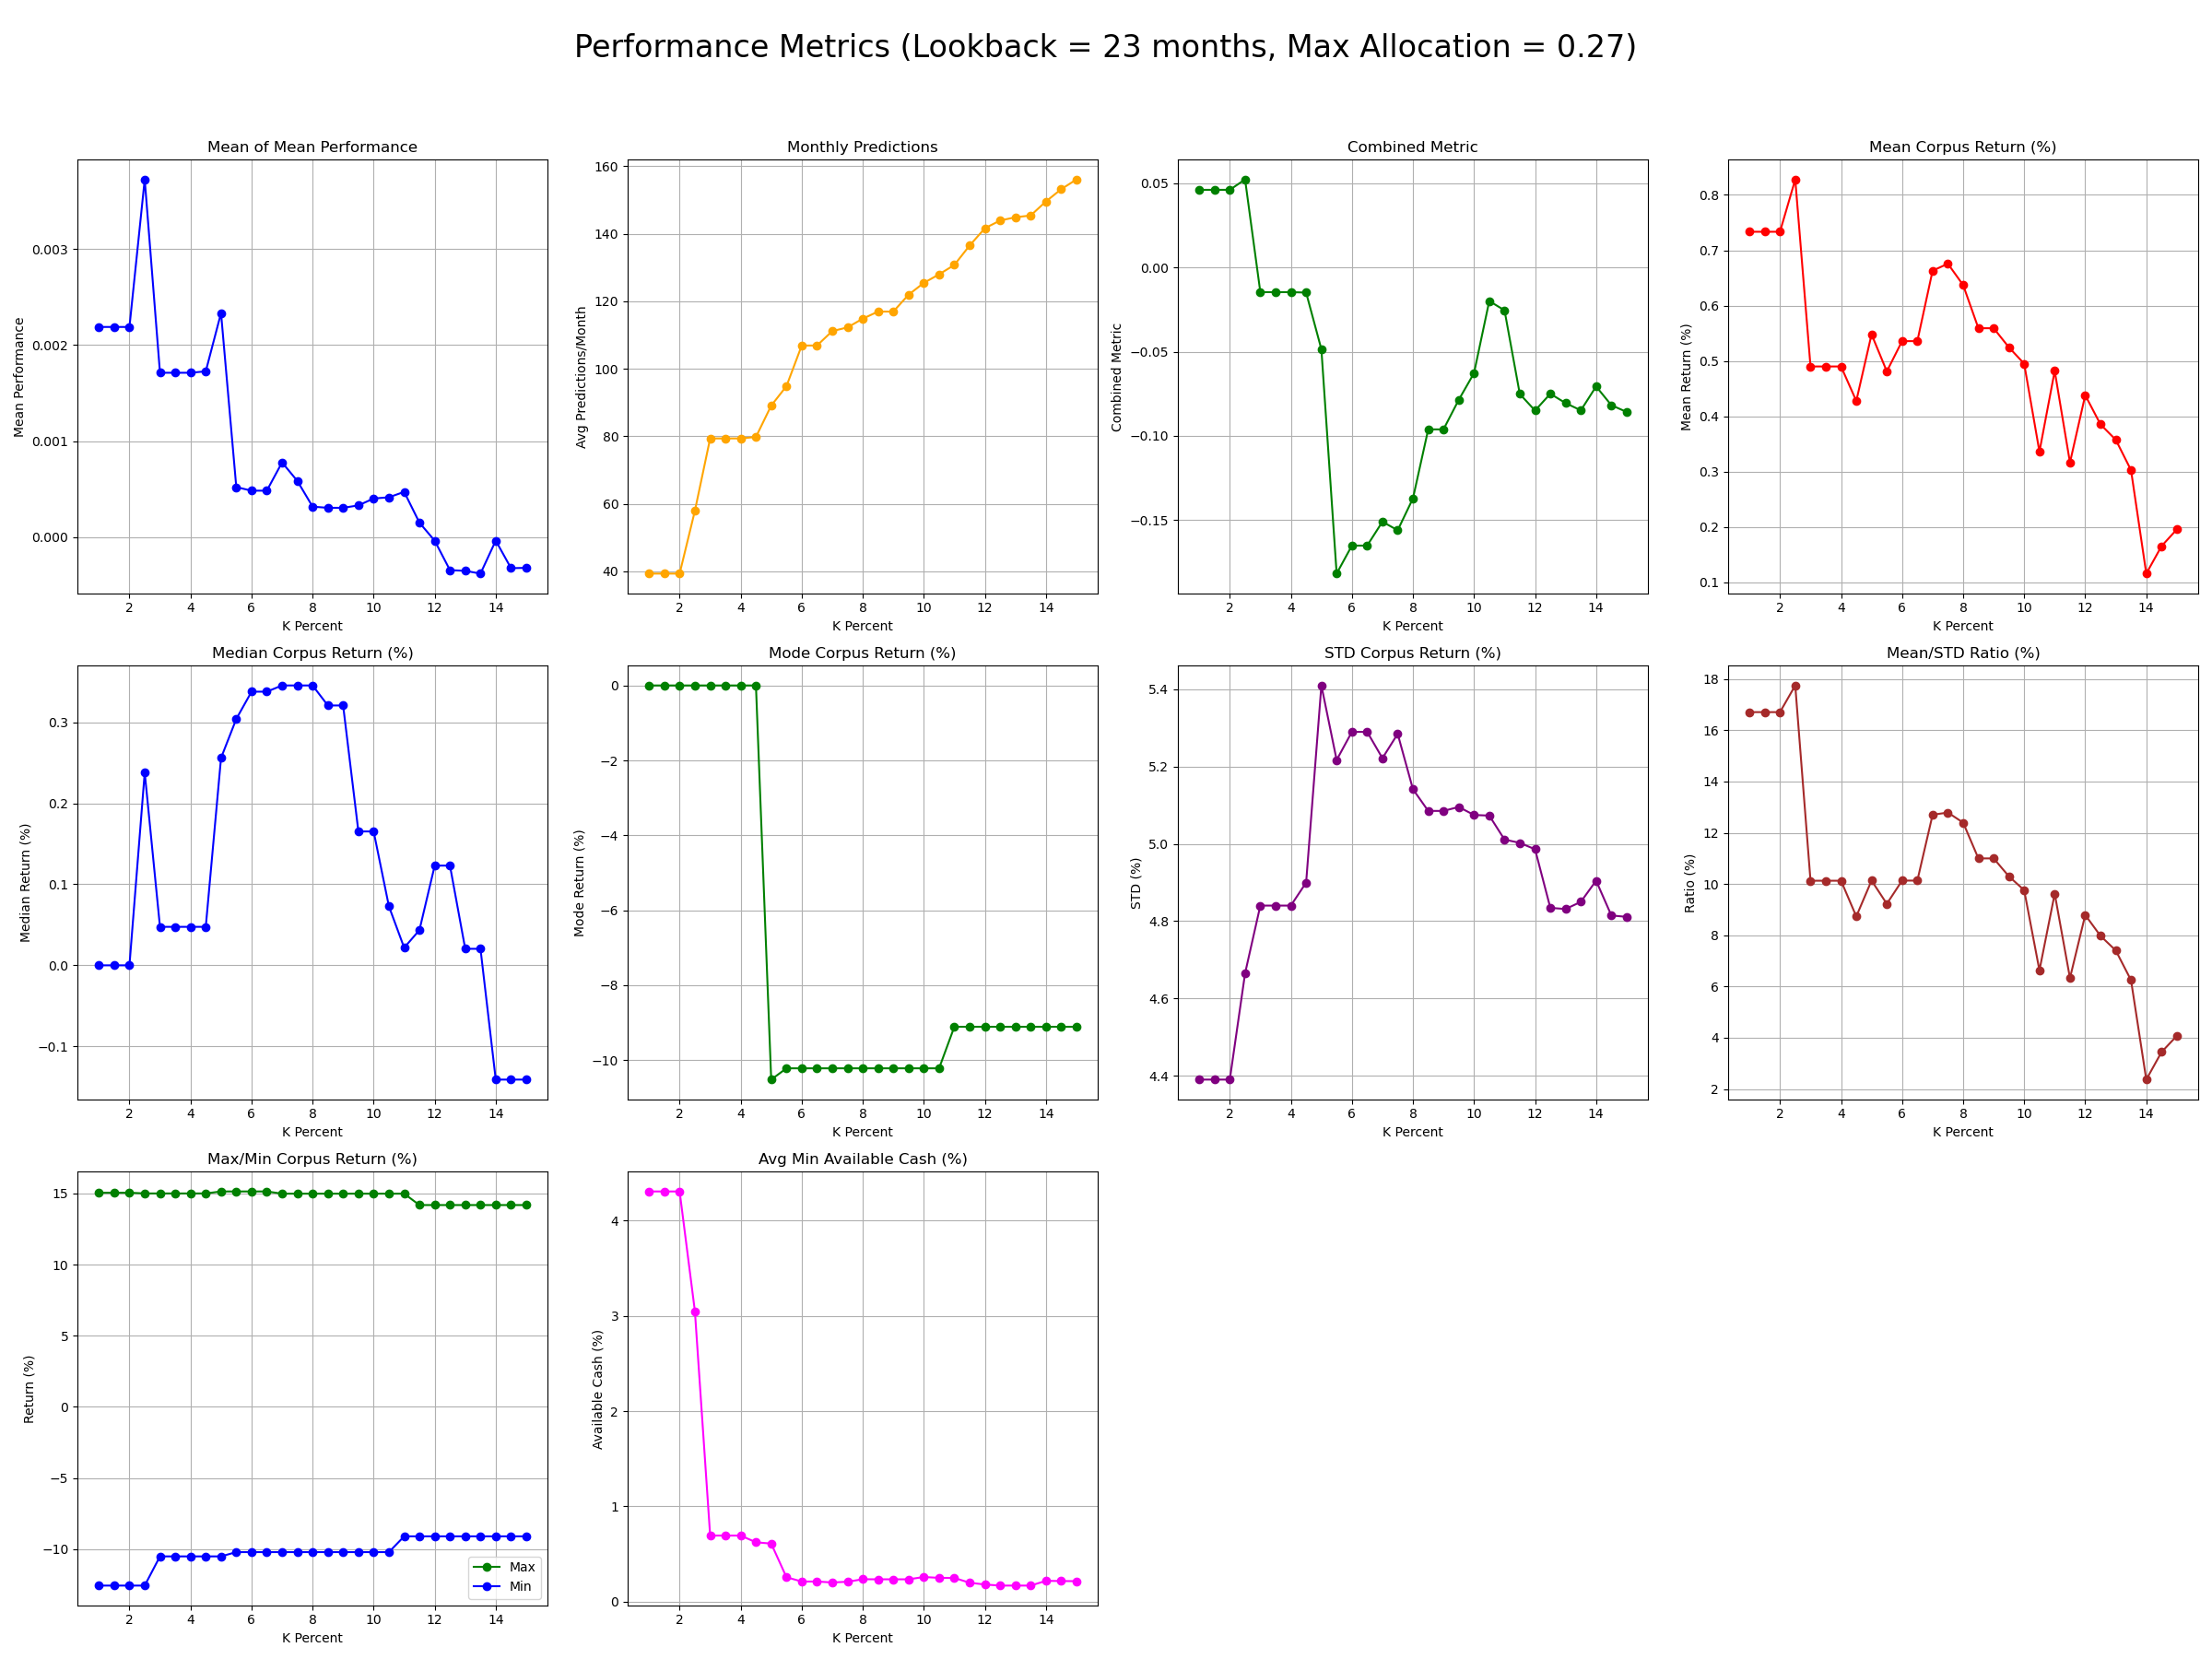 Performance Metrics (Lookback = 23 months, Max Allocation = 0.27)
Mean of Mean Performance
Mean Performance
0.003
0.002
0.001
0.000
2 4 6 8 10 12 14
K Percent
Monthly Predictions
Avg Predictions/Month
160
140
120
100
80
60
40
2 4 6 8 10 12 14
K Percent
Combined Metric
Combined Metric
0.05
0.00
−0.05
−0.10
−0.15
2 4 6 8 10 12 14
K Percent
Mean Corpus Return (%)
Mean Return (%)
0.8
0.7
0.6
0.5
0.4
0.3
0.2
0.1
2 4 6 8 10 12 14
K Percent
Median Corpus Return (%)
Median Return (%)
0.3
0.2
0.1
0.0
−0.1
2 4 6 8 10 12 14
K Percent
Mode Corpus Return (%)
Mode Return (%)
0
−2
−4
−6
−8
−10
2 4 6 8 10 12 14
K Percent
STD Corpus Return (%)
STD (%)
5.4
5.2
5.0
4.8
4.6
4.4
2 4 6 8 10 12 14
K Percent
Mean/STD Ratio (%)
Ratio (%)
18
16
14
12
10
8
6
4
2
2 4 6 8 10 12 14
K Percent
Max/Min Corpus Return (%)
Return (%)
15
10
5
0
−5
−10
Max
Min
2 4 6 8 10 12 14
K Percent
Avg Min Available Cash (%)
Available Cash (%)
4
3
2
1
0
2 4 6 8 10 12 14
K Percent